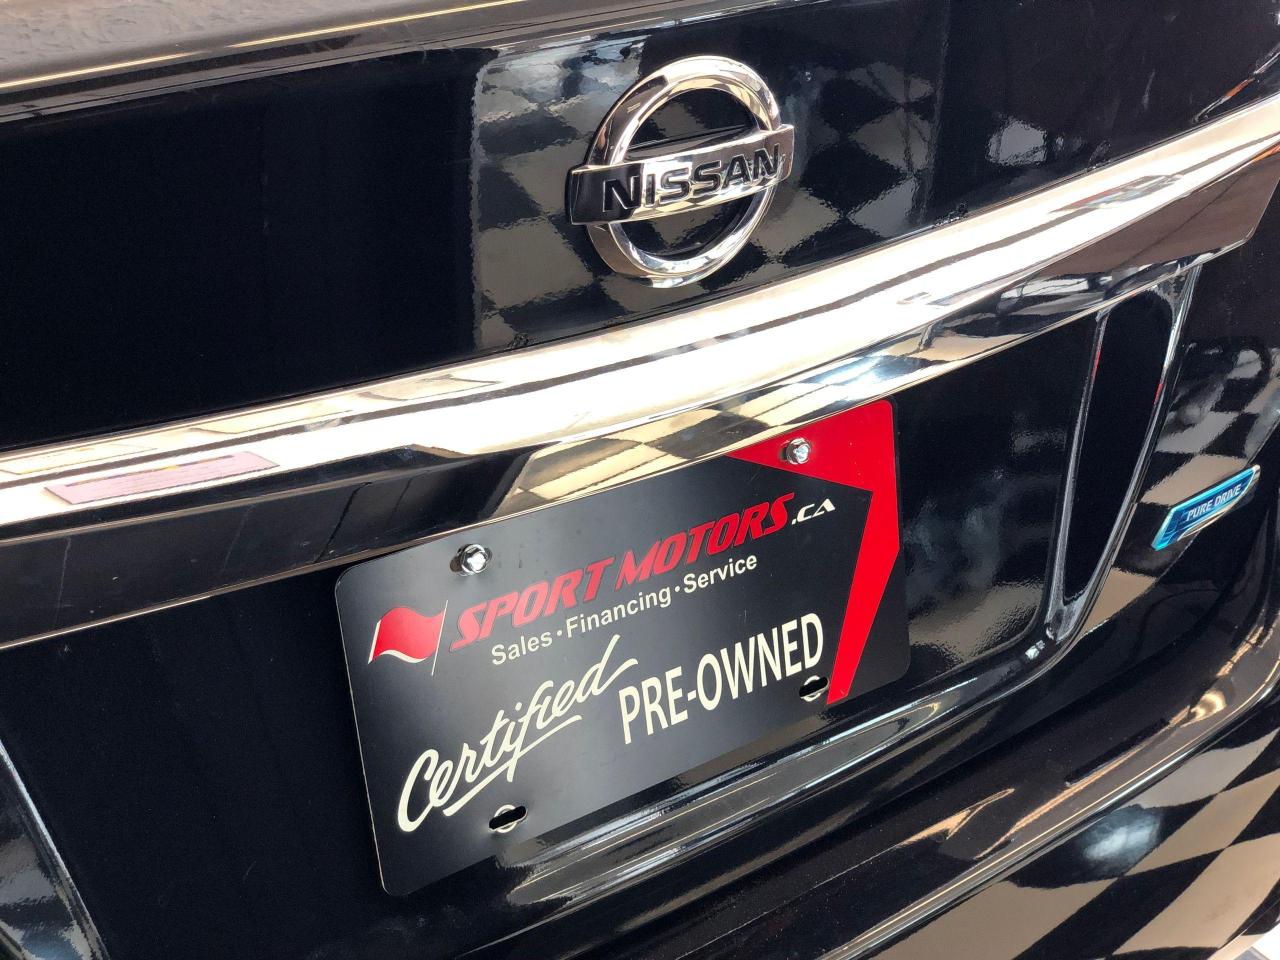 NISSAN
PURE DRIVE
SPORT MOTORS.CA
Sales·Financing·Service
Certified PRE-OWNED